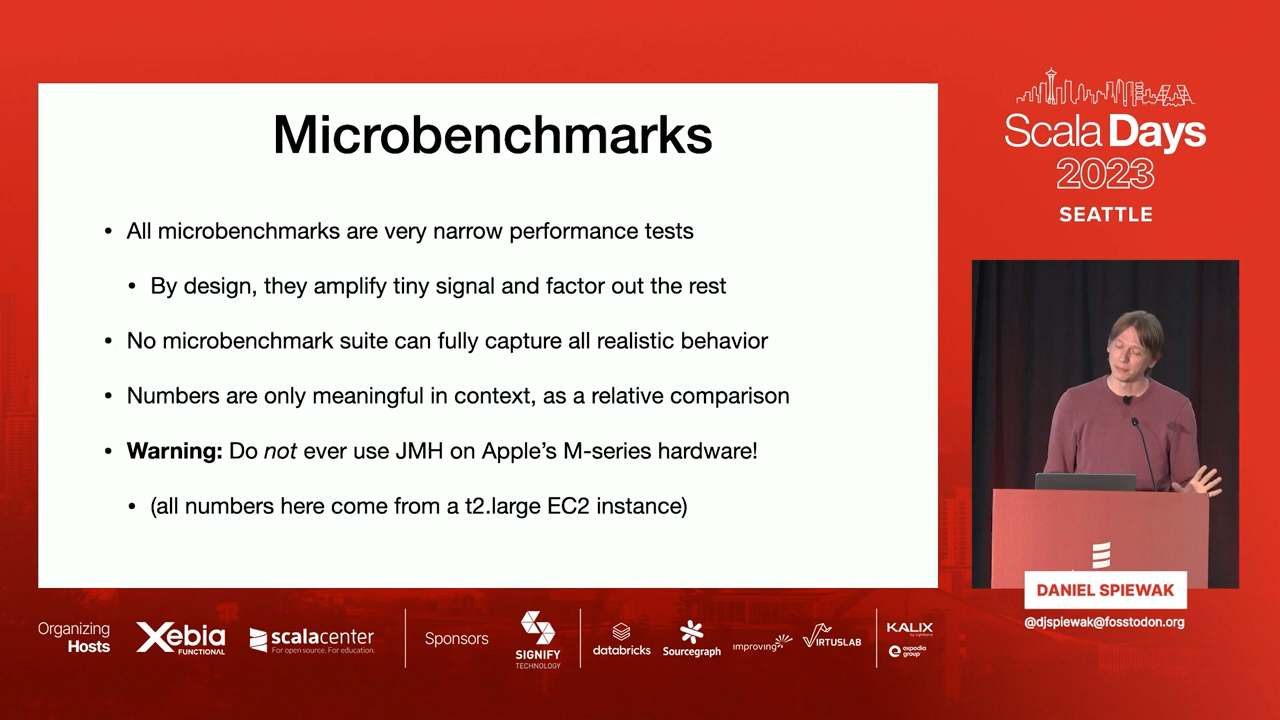 Microbenchmarks
• All microbenchmarks are very narrow performance tests
• By design, they amplify tiny signal and factor out the rest
• No microbenchmark suite can fully capture all realistic behavior
• Numbers are only meaningful in context, as a relative comparison
• Warning: Do not ever use JMH on Apple’s M-series hardware!
• (all numbers here come from a t2.large EC2 instance)
Scala Days
2023
SEATTLE
DANIEL SPIEWAK
@djspiewak@fosstodon.org
Organizing
Hosts
Xebia
FUNCTIONAL
scalacenter
For open source. For education.
Sponsors
SIGNIFY
TECHNOLOGY
databricks
Sourcegraph
improving
VIRTUSLAB
KALIX
by Lightbend
expedia
group